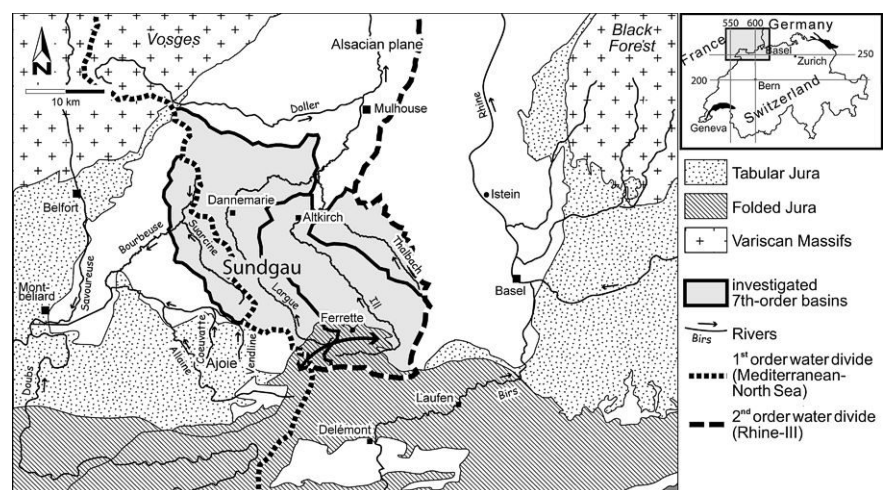 Vosges
Alsacian plane
Black
Forest
N
10 km
Doller
Mulhouse
Rhine
Belfort
Dannemarie
Altkirch
Istein
Bourbeuse
Suarcine
Thalbach
Savoureuse
Sundgau
Mont-
béliard
Largue
Ill
Basel
Ferrette
Doubs
Allaine
Coeuvatte
Ajoie
Vendline
Laufen
Birs
Delémont
550 600 Germany
France
Basel
Zurich
250
200
Bern
Switzerland
Geneva
Tabular Jura
Folded Jura
Variscan Massifs
investigated
7th-order basins
Birs
Rivers
1st order water divide
(Mediterranean-
North Sea)
2nd order water divide
(Rhine-Ill)